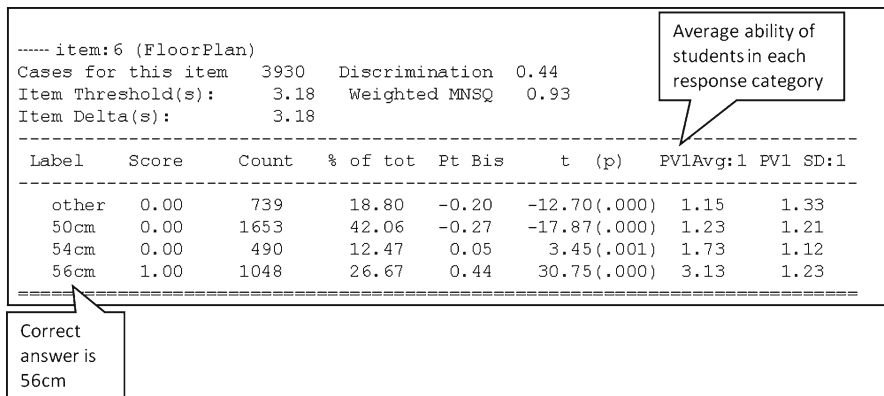 ------ item:6 (FloorPlan)
Cases for this item 3930 Discrimination 0.44
Item Threshold(s): 3.18 Weighted MNSQ 0.93
Item Delta(s): 3.18
Average ability of
students in each
response category
Label Score Count % of tot Pt Bis t (p) PV1Avg:1 PV1 SD:1
other 0.00 739 18.80 -0.20 -12.70(.000) 1.15 1.33
50cm 0.00 1653 42.06 -0.27 -17.87(.000) 1.23 1.21
54cm 0.00 490 12.47 0.05 3.45(.001) 1.73 1.12
56cm 1.00 1048 26.67 0.44 30.75(.000) 3.13 1.23
Correct
answer is
56cm